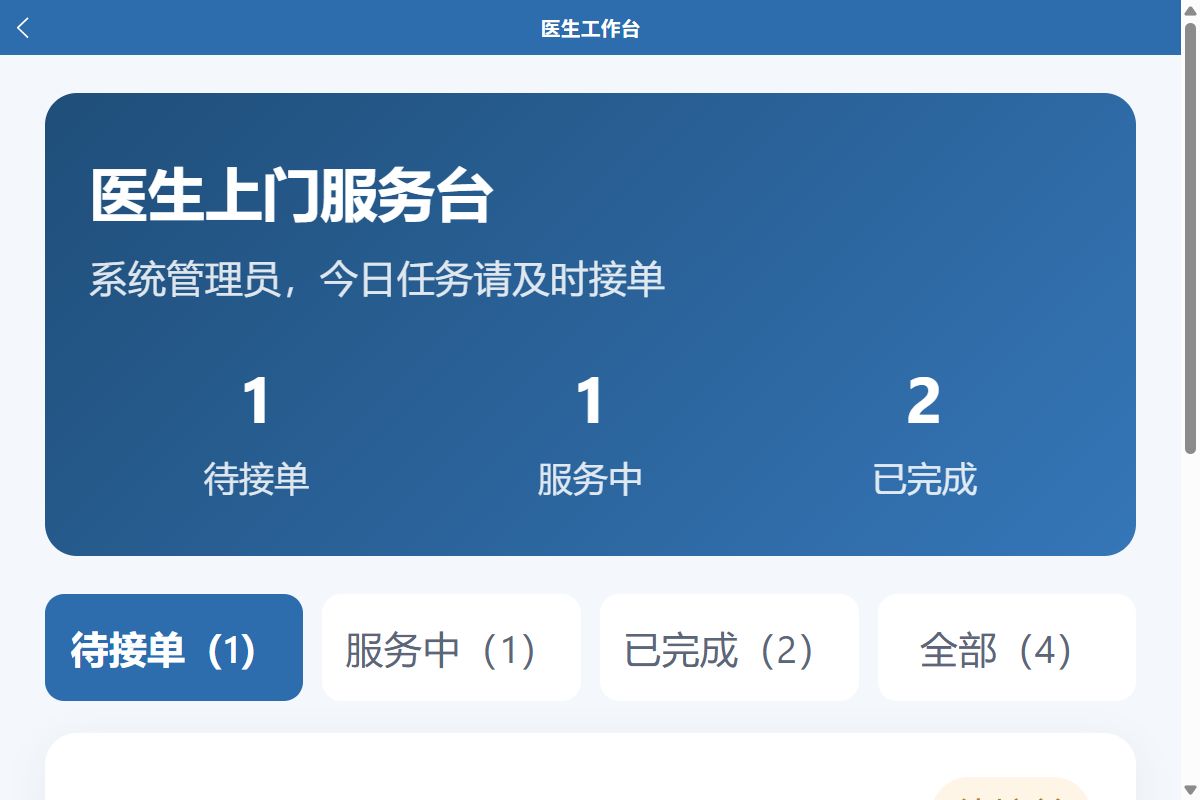 医生工作台
医生上门服务台
系统管理员，今日任务请及时接单
1 1 2
待接单 服务中 已完成
待接单（1） 服务中（1） 已完成（2） 全部（4）